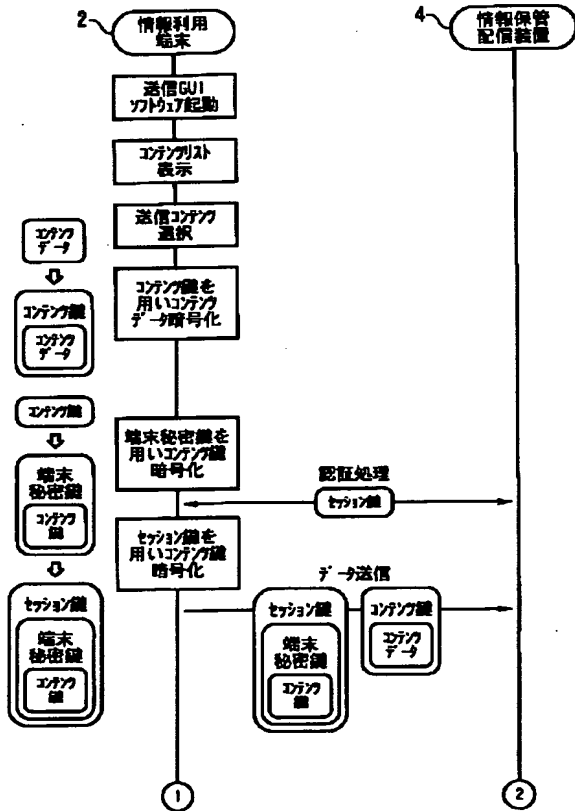 2
情報利用
端末
4
情報保管
配信装置
送信GUI
ソフトウェア起動
コンテンツリスト
表示
送信コンテンツ
選択
コンテンツ
データ
コンテンツ鍵を
用いコンテンツ
データ暗号化
コンテンツ鍵
コンテンツ
データ
コンテンツ鍵
端末秘密鍵を
用いコンテンツ鍵
暗号化
端末
秘密鍵
コンテンツ
鍵
認証処理
セッション鍵
セッション鍵を
用いコンテンツ鍵
暗号化
データ送信
セッション鍵
端末
秘密鍵
コンテンツ
鍵
セッション鍵
端末
秘密鍵
コンテンツ
鍵
コンテンツ鍵
コンテンツ
データ
1
2